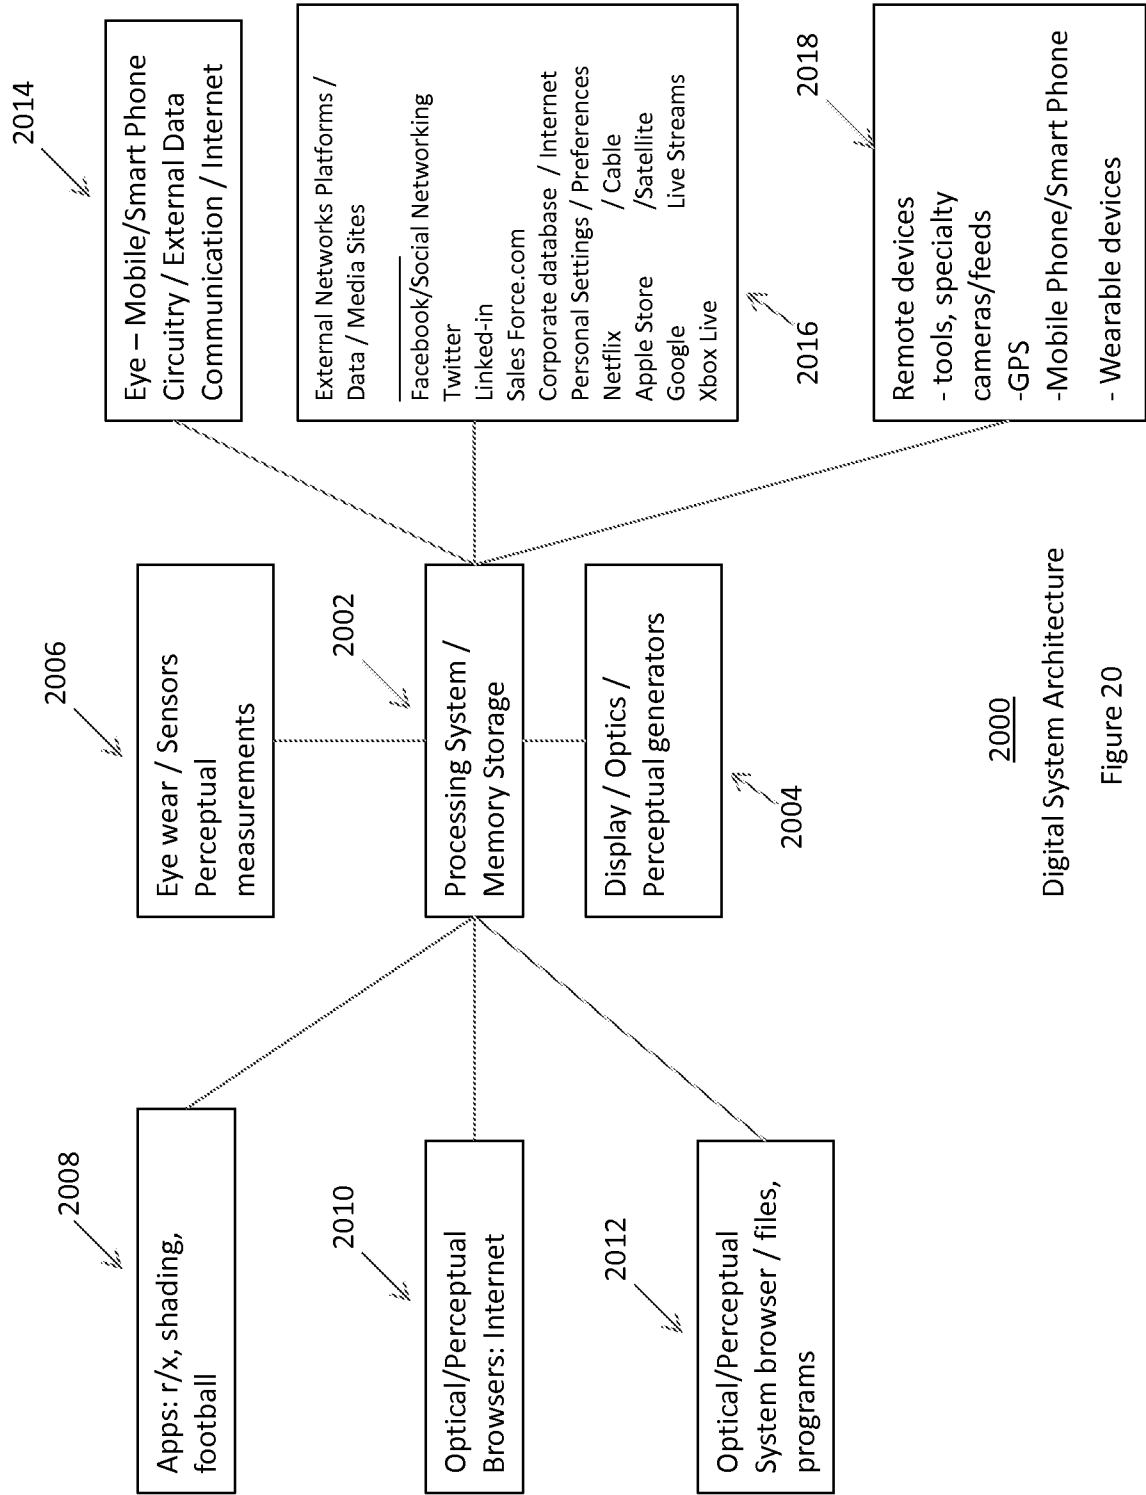 2008
Apps: r/x, shading,
football
2010
Optical/Perceptual
Browsers: Internet
2012
Optical/Perceptual
System browser / files,
programs
2006
Eye wear / Sensors
Perceptual
measurements
2002
Processing System /
Memory Storage
Display / Optics /
Perceptual generators
2004
2014
Eye – Mobile/Smart Phone
Circuitry / External Data
Communication / Internet
External Networks Platforms /
Data / Media Sites
Facebook/Social Networking
Twitter
Linked-in
Sales Force.com
Corporate database / Internet
Personal Settings / Preferences
Netflix / Cable
Apple Store /Satellite
Google Live Streams
Xbox Live
2016
2018
Remote devices
- tools, specialty
cameras/feeds
-GPS
-Mobile Phone/Smart Phone
- Wearable devices
2000
Digital System Architecture
Figure 20